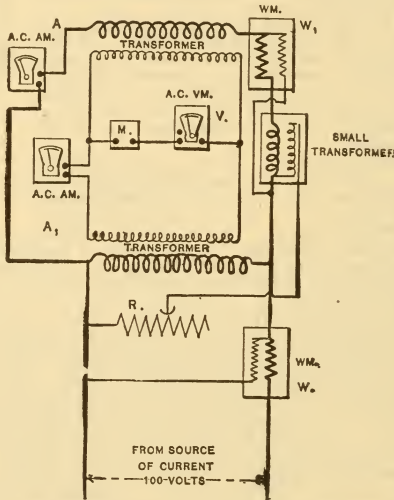 A
WM.
W1
A.C. AM.
TRANSFORMER
A.C. VM.
M.
V.
SMALL
TRANSFORMER
A.C. AM.
A1
TRANSFORMER
R.
WM2
W2
FROM SOURCE
OF CURRENT
100-VOLTS